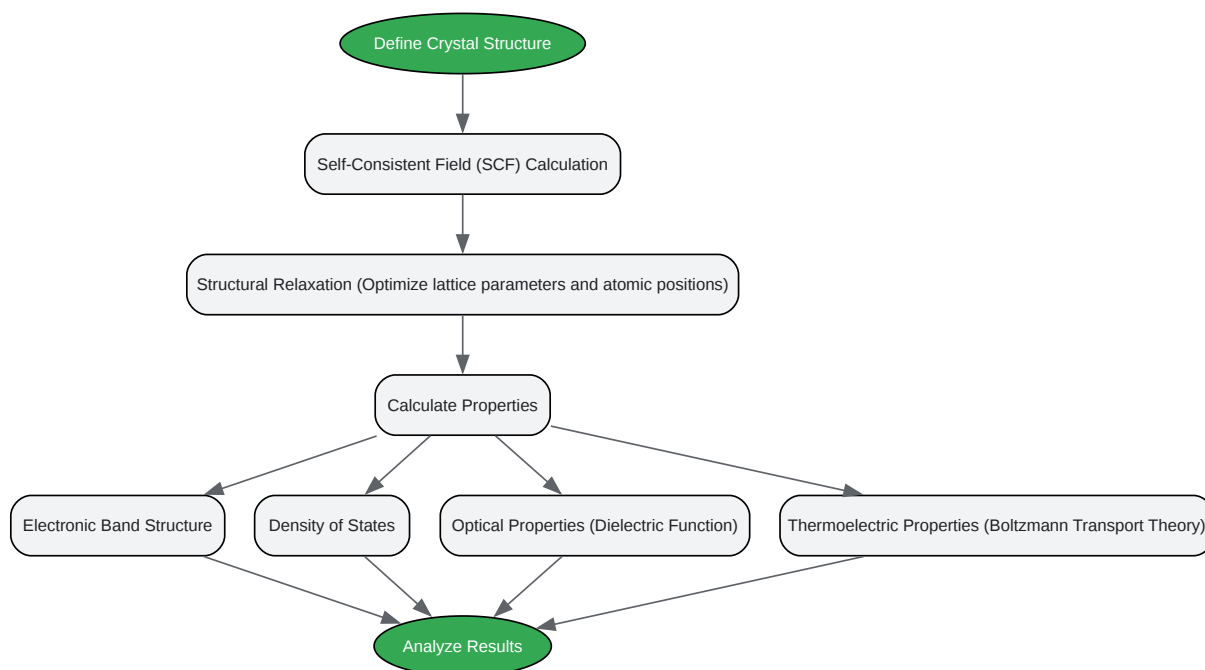 Define Crystal Structure
Self-Consistent Field (SCF) Calculation
Structural Relaxation (Optimize lattice parameters and atomic positions)
Calculate Properties
Electronic Band Structure
Density of States
Optical Properties (Dielectric Function)
Thermoelectric Properties (Boltzmann Transport Theory)
Analyze Results